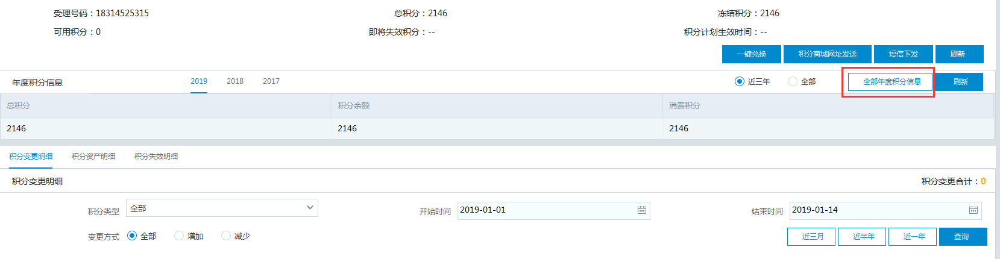 受理号码：18314525315 总积分：2146 冻结积分：2146
可用积分：0 即将失效积分：-- 积分计划生效时间：--
一键兑换 积分商城网址发送 短信下发 刷新
年度积分信息 2019 2018 2017 近三年 全部 全部年度积分信息 刷新
总积分 积分余额 消费积分
2146 2146 2146
积分变更明细 积分资产明细 积分失效明细
积分变更明细 积分变更合计：0
积分类型 全部 开始时间 2019-01-01 结束时间 2019-01-14
变更方式 全部 增加 减少 近三月 近半年 近一年 查询